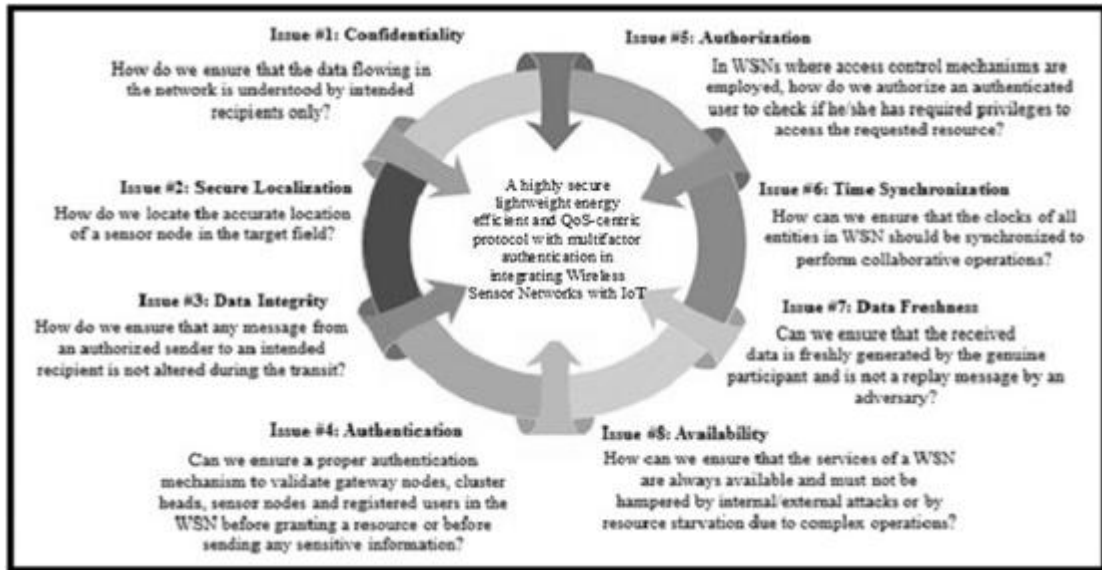 Issue #1: Confidentiality
How do we ensure that the data flowing in
the network is understood by intended
recipients only?
Issue #2: Secure Localization
How do we locate the accurate location
of a sensor node in the target field?
Issue #3: Data Integrity
How do we ensure that any message from
an authorized sender to an intended
recipient is not altered during the transit?
Issue #4: Authentication
Can we ensure a proper authentication
mechanism to validate gateway nodes, cluster
heads, sensor nodes and registered users in the
WSN before granting a resource or before
sending any sensitive information?
A highly secure
lightweight energy
efficient and QoS-centric
protocol with multifactor
authentication in
integrating Wireless
Sensor Networks with IoT
Issue #5: Authorization
In WSNs where access control mechanisms are
employed, how do we authorize an authenticated
user to check if he/she has required privileges to
access the requested resource?
Issue #6: Time Synchronization
How can we ensure that the clocks of all
entities in WSN should be synchronized to
perform collaborative operations?
Issue #7: Data Freshness
Can we ensure that the received
data is freshly generated by the genuine
participant and is not a replay message by an
adversary?
Issue #8: Availability
How can we ensure that the services of a WSN
are always available and must not be
hampered by internal/external attacks or by
resource starvation due to complex operations?